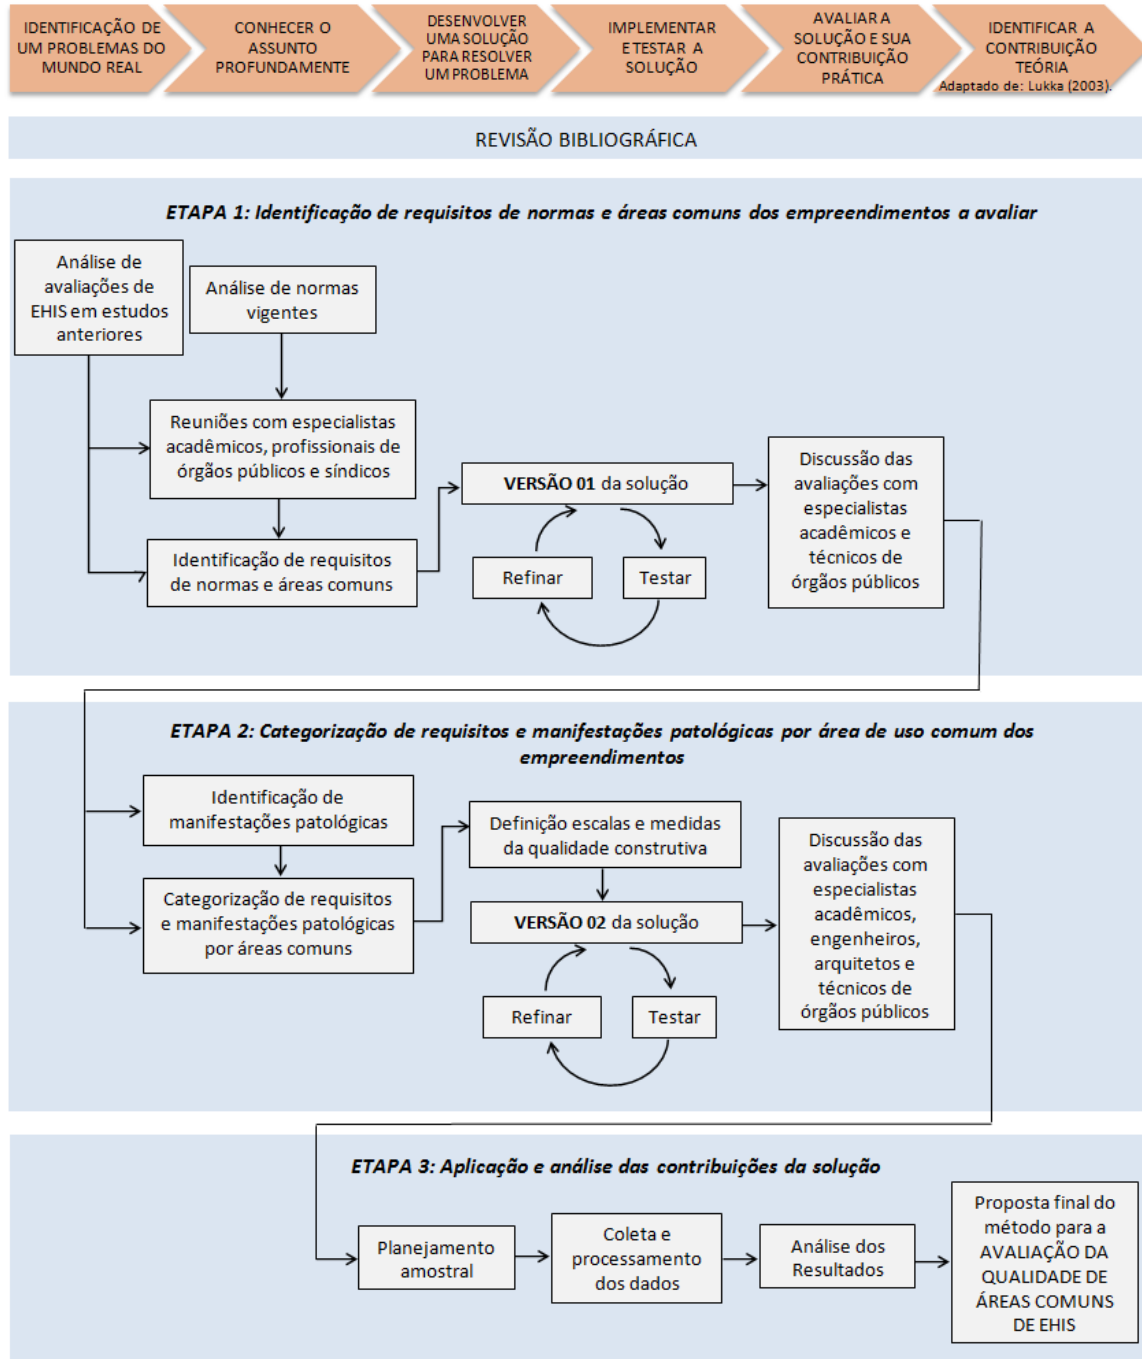 IDENTIFICAÇÃO DE
UM PROBLEMAS DO
MUNDO REAL
CONHECER O
ASSUNTO
PROFUNDAMENTE
DESENVOLVER
UMA SOLUÇÃO
PARA RESOLVER
UM PROBLEMA
IMPLEMENTAR
E TESTAR A
SOLUÇÃO
AVALIAR A
SOLUÇÃO E SUA
CONTRIBUIÇÃO
PRÁTICA
IDENTIFICAR A
CONTRIBUIÇÃO
TEÓRIA
Adaptado de: Lukka (2003).
REVISÃO BIBLIOGRÁFICA
ETAPA 1: Identificação de requisitos de normas e áreas comuns dos empreendimentos a avaliar
Análise de
avaliações de
EHIS em estudos
anteriores
Análise de normas
vigentes
Reuniões com especialistas
acadêmicos, profissionais de
órgãos públicos e síndicos
Identificação de requisitos
de normas e áreas comuns
VERSÃO 01 da solução
Refinar
Testar
Discussão das
avaliações com
especialistas
acadêmicos e
técnicos de
órgãos públicos
ETAPA 2: Categorização de requisitos e manifestações patológicas por área de uso comum dos
empreendimentos
Identificação de
manifestações patológicas
Categorização de requisitos
e manifestações patológicas
por áreas comuns
Definição escalas e medidas
da qualidade construtiva
VERSÃO 02 da solução
Refinar
Testar
Discussão das
avaliações com
especialistas
acadêmicos,
engenheiros,
arquitetos e
técnicos de
órgãos públicos
ETAPA 3: Aplicação e análise das contribuições da solução
Planejamento
amostral
Coleta e
processamento
dos dados
Análise dos
Resultados
Proposta final do
método para a
AVALIAÇÃO DA
QUALIDADE DE
ÁREAS COMUNS
DE EHIS